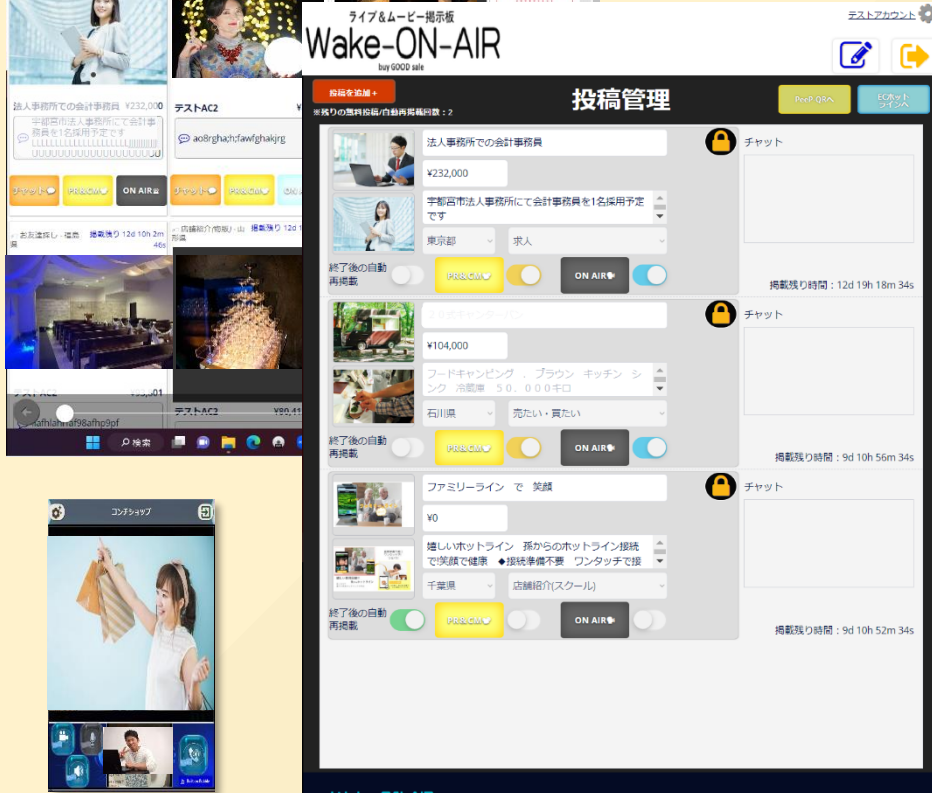 ライブ&ムービー掲示板
Wake-ON-AIR
buy GOOD sale
テストアカウント
投稿を追加+
※残りの無料投稿/自動再掲載回数:2
投稿管理
PeeP QRへ
ECホット
ラインへ
法人事務所での会計事務員
¥232,000
宇都宮市法人事務所にて会計事務員を1名採用予定
です
東京都
求人
終了後の自動
再掲載
PR&CM
ON AIR
チャット
掲載残り時間:12d 19h 18m 34s
¥104,000
フードキャンピング . ブラウン キッチン シ
ンク 冷蔵庫 50.000キロ
石川県
売たい・買たい
終了後の自動
再掲載
PR&CM
ON AIR
チャット
掲載残り時間:9d 10h 56m 34s
ファミリーライン で 笑顔
¥0
嬉しいホットライン 孫からのホットライン接続
で!笑顔で健康 ◆接続準備不要 ワンタッチで接
千葉県
店舗紹介(スクール)
終了後の自動
再掲載
PR&CM
ON AIR
チャット
掲載残り時間:9d 10h 52m 34s
法人事務所での会計事務員 ¥232,000
宇都宮市法人事務所にて会計事
務員を1名採用予定です
チャット
PR&CM
ON AIR
テストAC2
ao8rgha;h;fawfghakjrg
チャット
PR&CM
お友達探し - 福島
県
掲載残り 12d 10h 2m
46s
店舗紹介(物販) - 山
形県
掲載残り 12d 1
テストAC2
テストAC2 ¥80,41
検索
コンテショップ